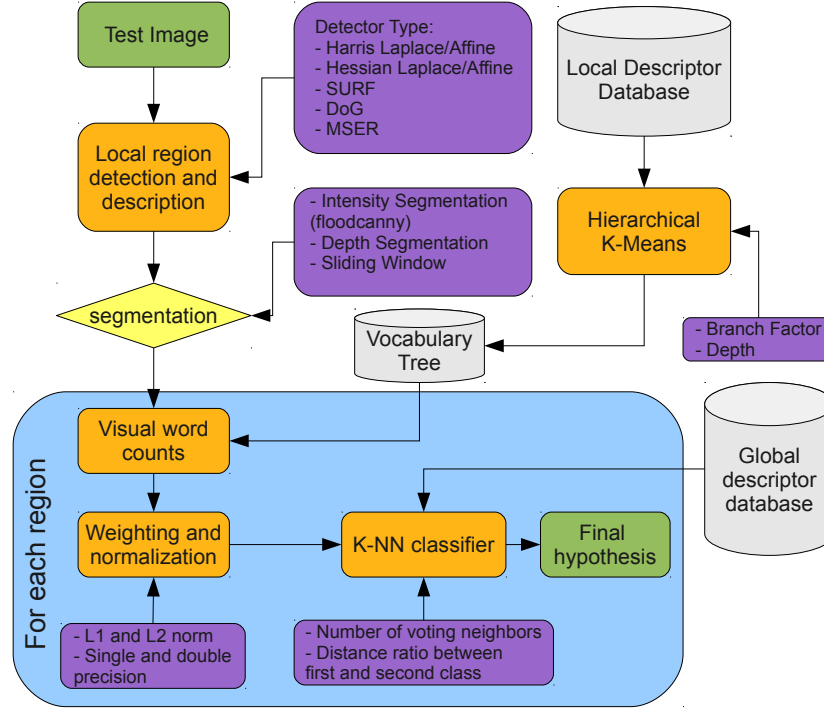 Test Image
Detector Type:
- Harris Laplace/Affine
- Hessian Laplace/Affine
- SURF
- DoG
- MSER
Local Descriptor
Database
Local region
detection and
description
- Intensity Segmentation
(floodcanny)
- Depth Segmentation
- Sliding Window
Hierarchical
K-Means
segmentation
Vocabulary
Tree
- Branch Factor
- Depth
For each region
Visual word
counts
Global
descriptor
database
Weighting and
normalization
K-NN classifier
Final
hypothesis
- L1 and L2 norm
- Single and double
precision
- Number of voting neighbors
- Distance ratio between
first and second class